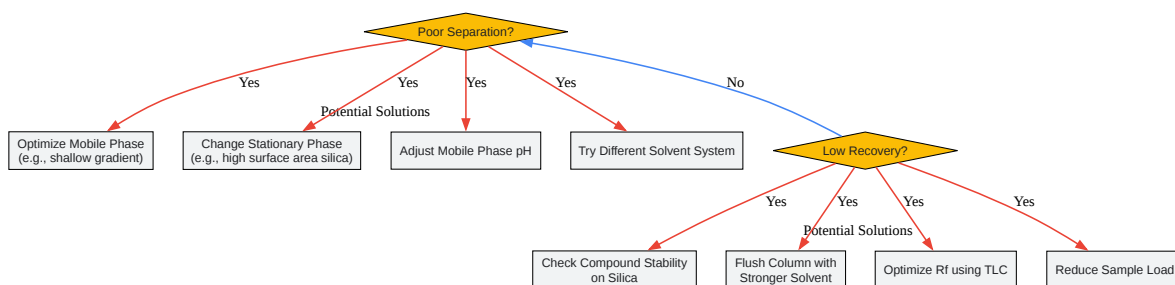 Poor Separation?
Yes
Yes
Yes
Yes
No
Potential Solutions
Optimize Mobile Phase
(e.g., shallow gradient)
Change Stationary Phase
(e.g., high surface area silica)
Adjust Mobile Phase pH
Try Different Solvent System
Low Recovery?
Yes
Yes
Yes
Yes
Potential Solutions
Check Compound Stability
on Silica
Flush Column with
Stronger Solvent
Optimize Rf using TLC
Reduce Sample Load